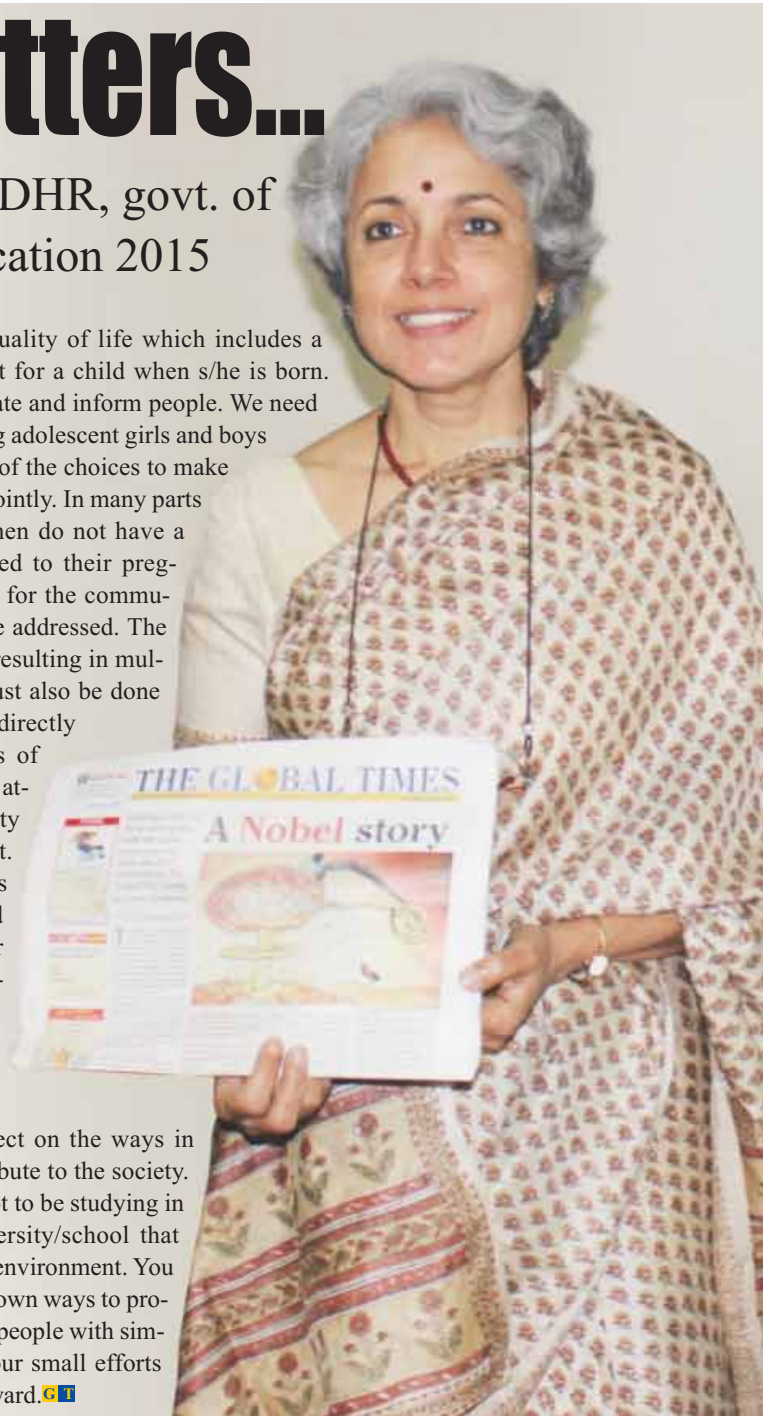 tters...
DHR, govt. of
cation 2015
uality of life which includes a
t for a child when s/he is born.
ate and inform people. We need
g adolescent girls and boys
of the choices to make
ointly. In many parts
nen do not have a
ed to their preg-
for the commu-
e addressed. The
resulting in mul-
ust also be done
directly
s of
at-
ty
t.
s
d
r
-
THE GLOBAL TIMES
A Nobel story
ect on the ways in
bute to the society.
ot to be studying in
ersity/school that
environment. You
own ways to pro-
people with sim-
our small efforts
vard. G T